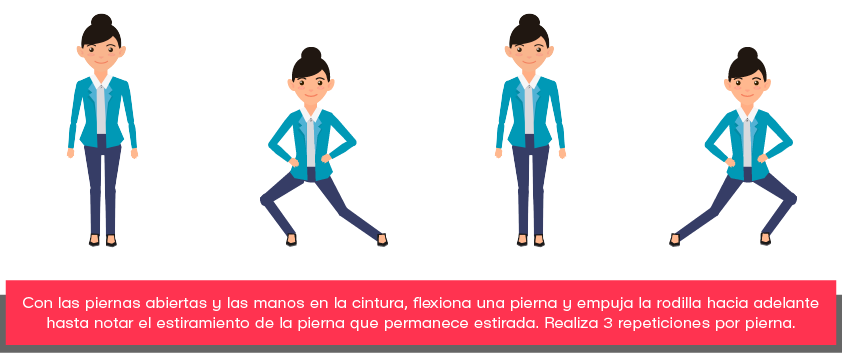 Con las piernas abiertas y las manos en la cintura, flexiona una pierna y empuja la rodilla hacia adelante
hasta notar el estiramiento de la pierna que permanece estirada. Realiza 3 repeticiones por pierna.